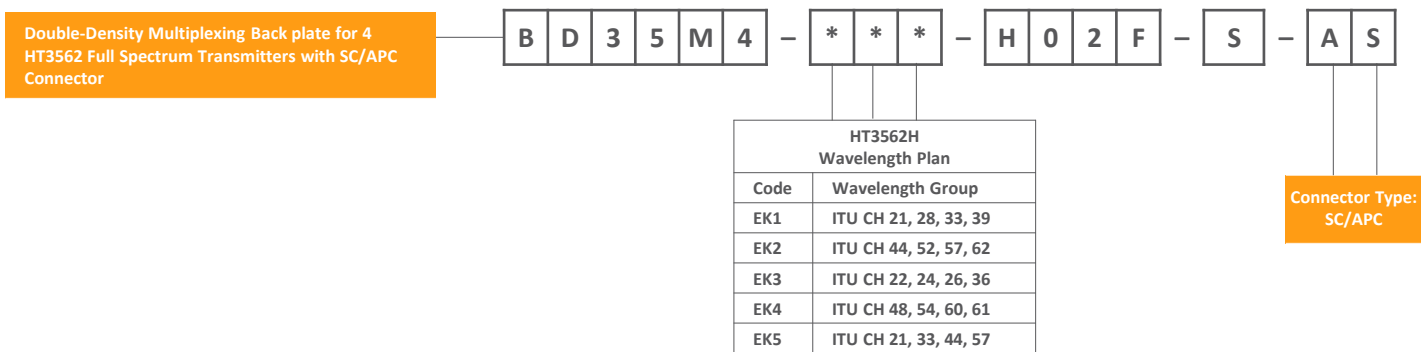 Double-Density Multiplexing Back plate for 4
HT3562 Full Spectrum Transmitters with SC/APC
Connector
B D 3 5 M 4 – * * * – H 0 2 F – S – A S
HT3562H
Wavelength Plan
Code Wavelength Group
EK1 ITU CH 21, 28, 33, 39
EK2 ITU CH 44, 52, 57, 62
EK3 ITU CH 22, 24, 26, 36
EK4 ITU CH 48, 54, 60, 61
EK5 ITU CH 21, 33, 44, 57
Connector Type:
SC/APC